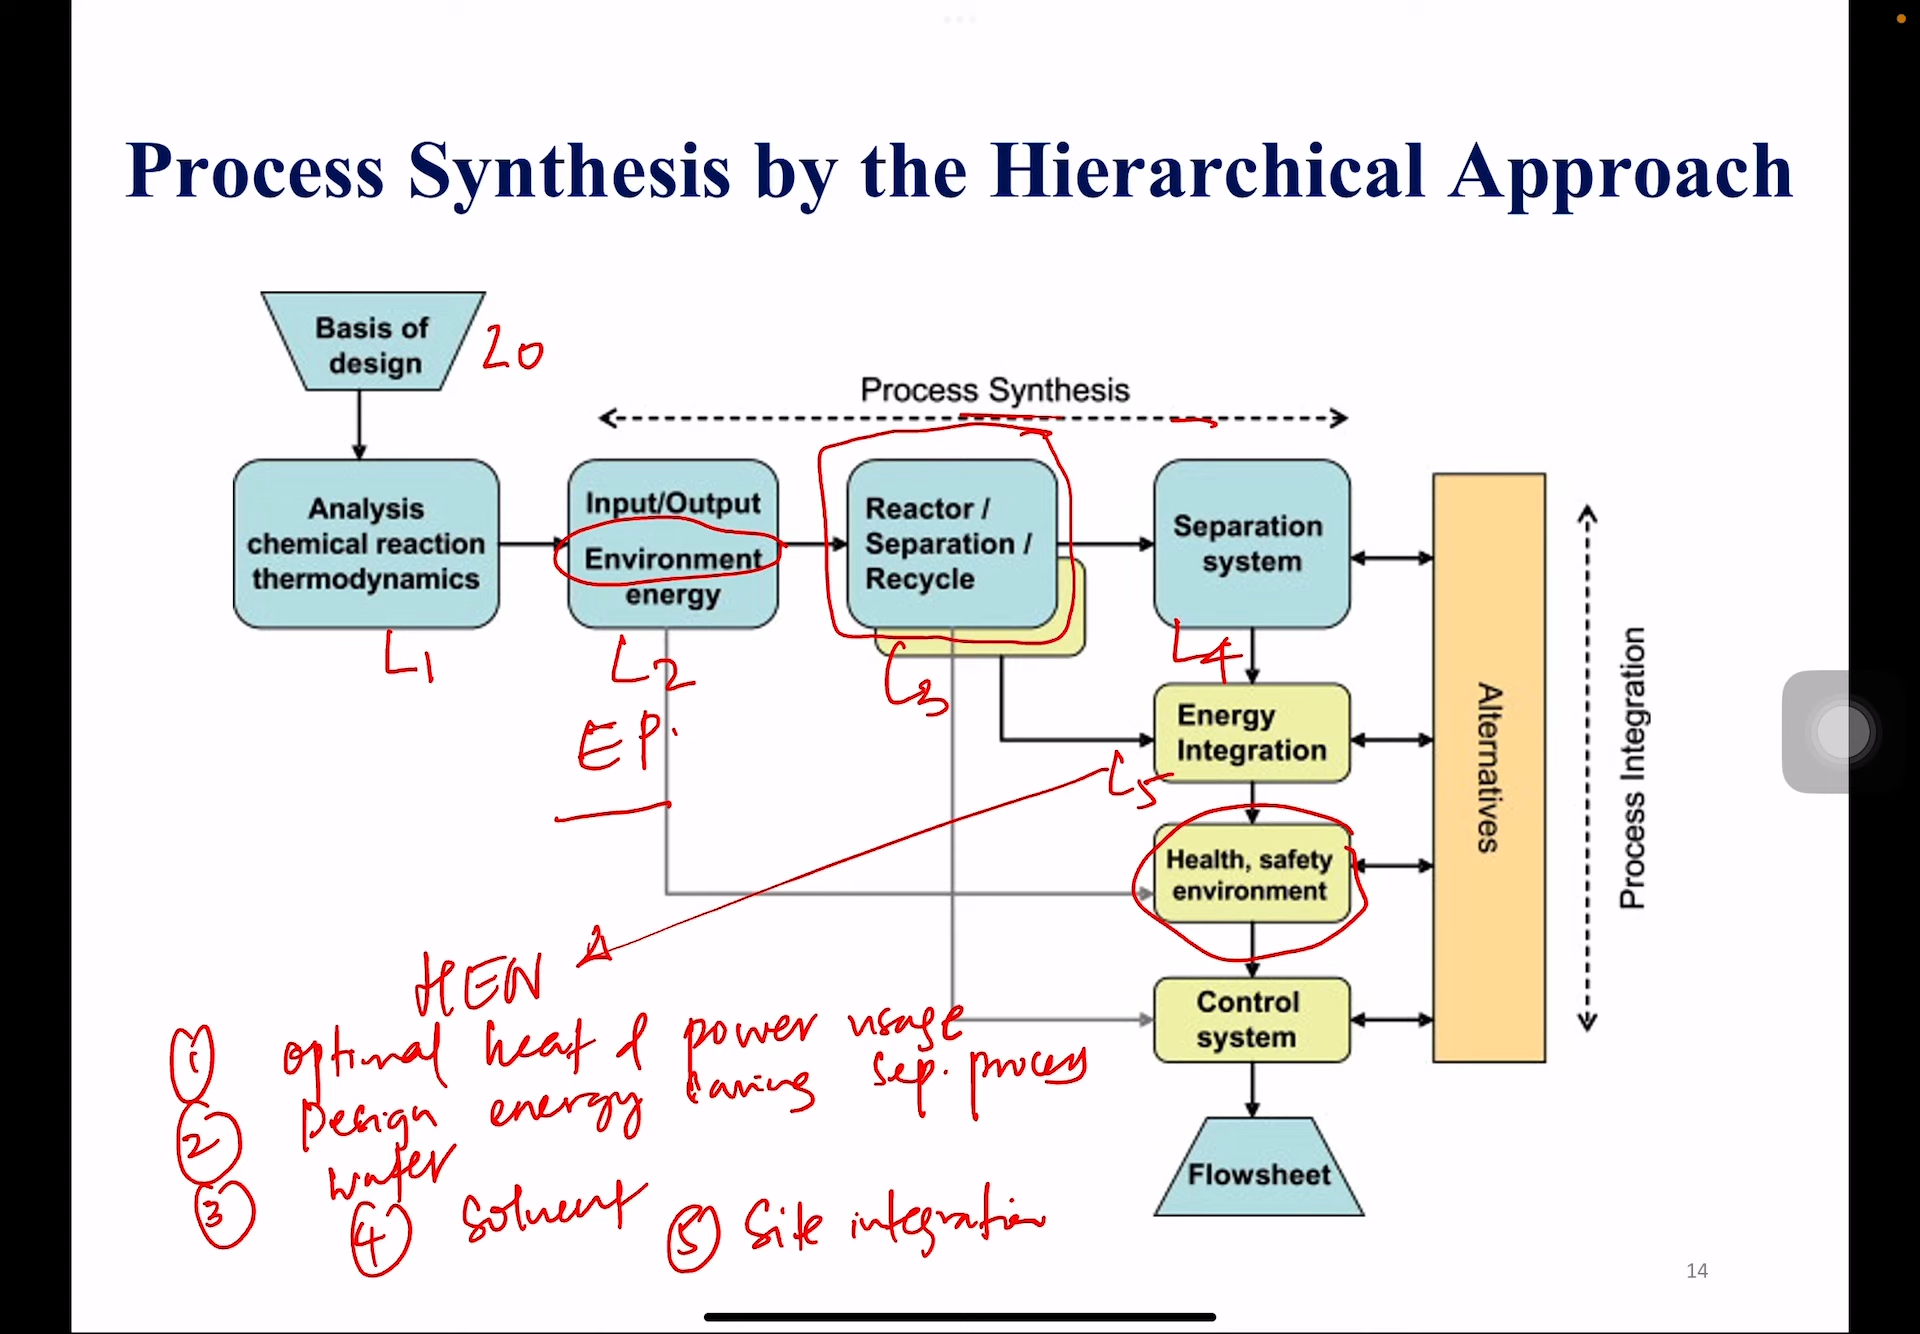 Process Synthesis by the Hierarchical Approach
Basis of
design
L0
Process Synthesis
Analysis
chemical reaction
thermodynamics
L1
Input/Output
Environment
energy
L2
EP.
Reactor /
Separation /
Recycle
L3
Separation
system
L4
Energy
Integration
L5
Health, safety
environment
Control
system
Flowsheet
Alternatives
Process Integration
HEN
① optimal heat & power usage
② Design energy saving sep. process
③ water
④ Solvent ⑤ Site integration
14